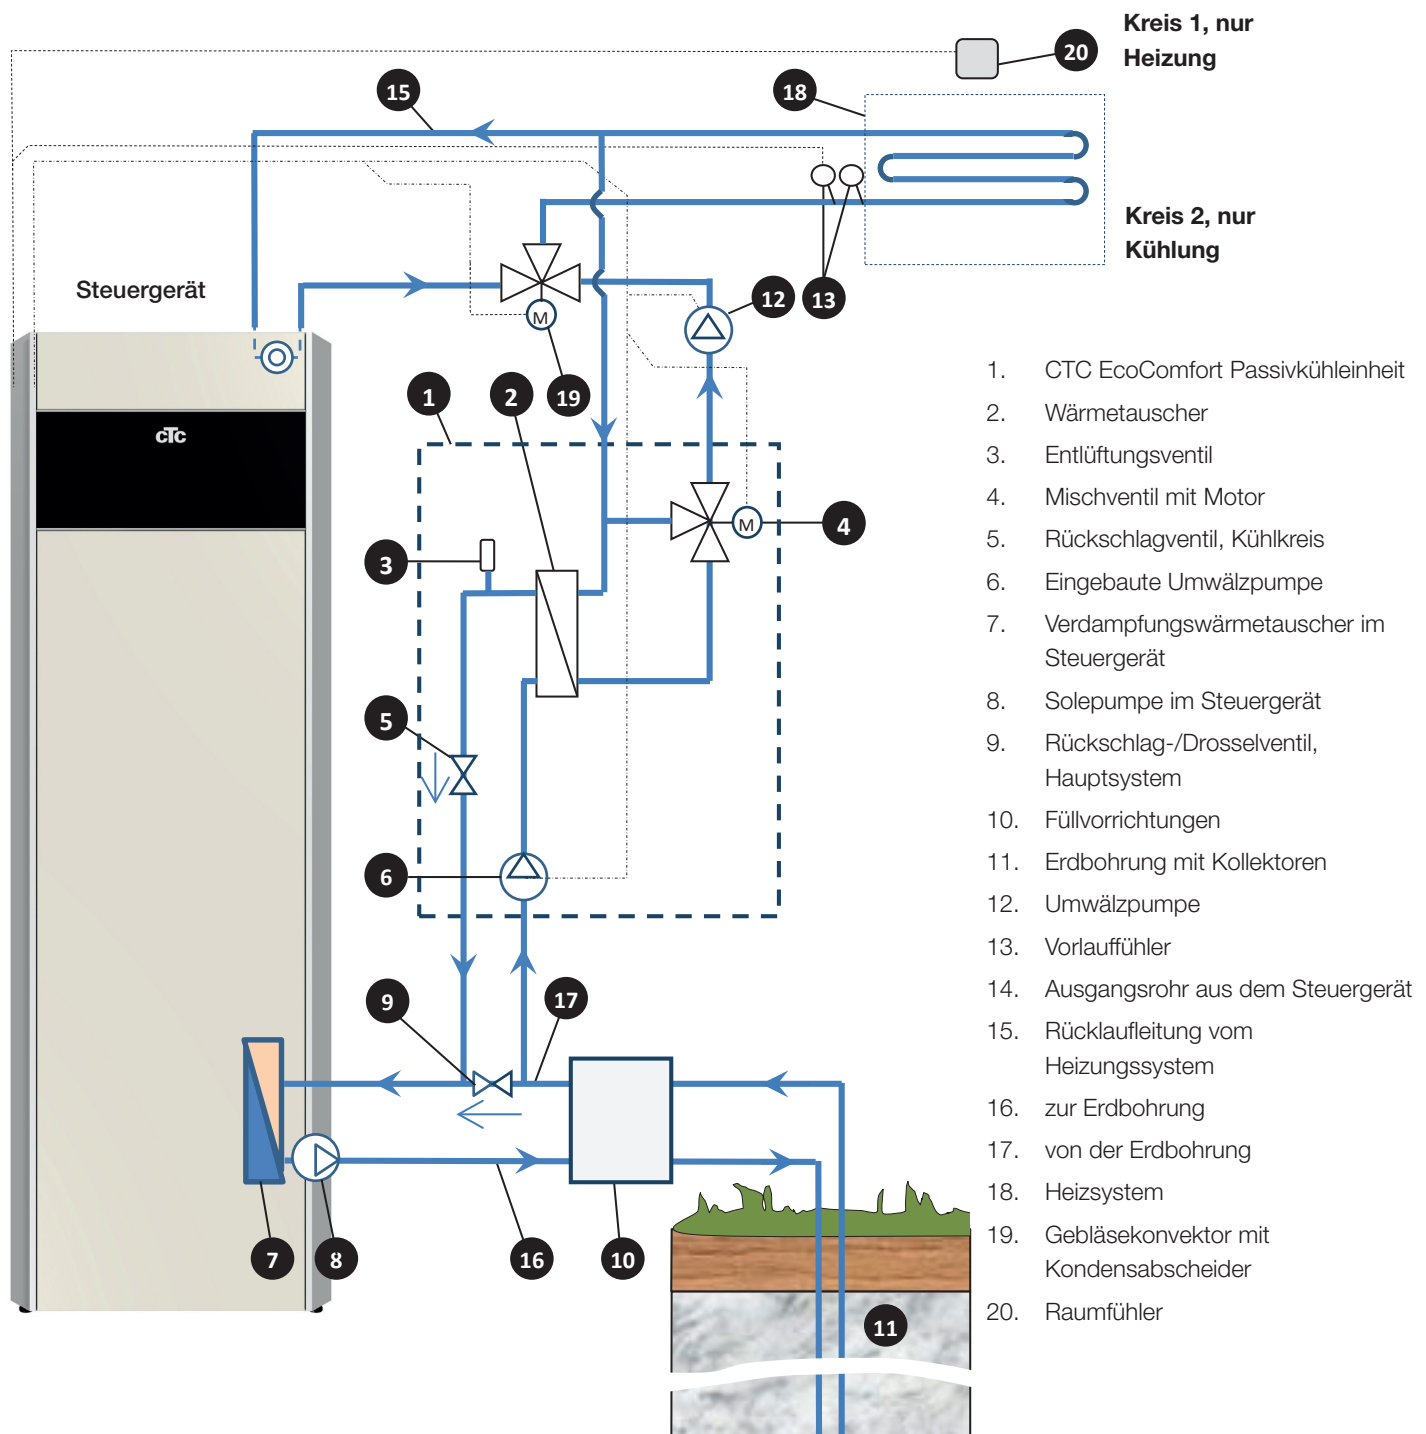 Kreis 1, nur
Heizung
20
15
18
Kreis 2, nur
Kühlung
Steuergerät
12
13
M
1
2
19
cTc
M
4
3
5
6
9
17
7
8
16
10
11
1. CTC EcoComfort Passivkühleinheit
2. Wärmetauscher
3. Entlüftungsventil
4. Mischventil mit Motor
5. Rückschlagventil, Kühlkreis
6. Eingebaute Umwälzpumpe
7. Verdampfungswärmetauscher im
Steuergerät
8. Solepumpe im Steuergerät
9. Rückschlag-/Drosselventil,
Hauptsystem
10. Füllvorrichtungen
11. Erdbohrung mit Kollektoren
12. Umwälzpumpe
13. Vorlauffühler
14. Ausgangsrohr aus dem Steuergerät
15. Rücklaufleitung vom
Heizungssystem
16. zur Erdbohrung
17. von der Erdbohrung
18. Heizsystem
19. Gebläsekonvektor mit
Kondensabscheider
20. Raumfühler